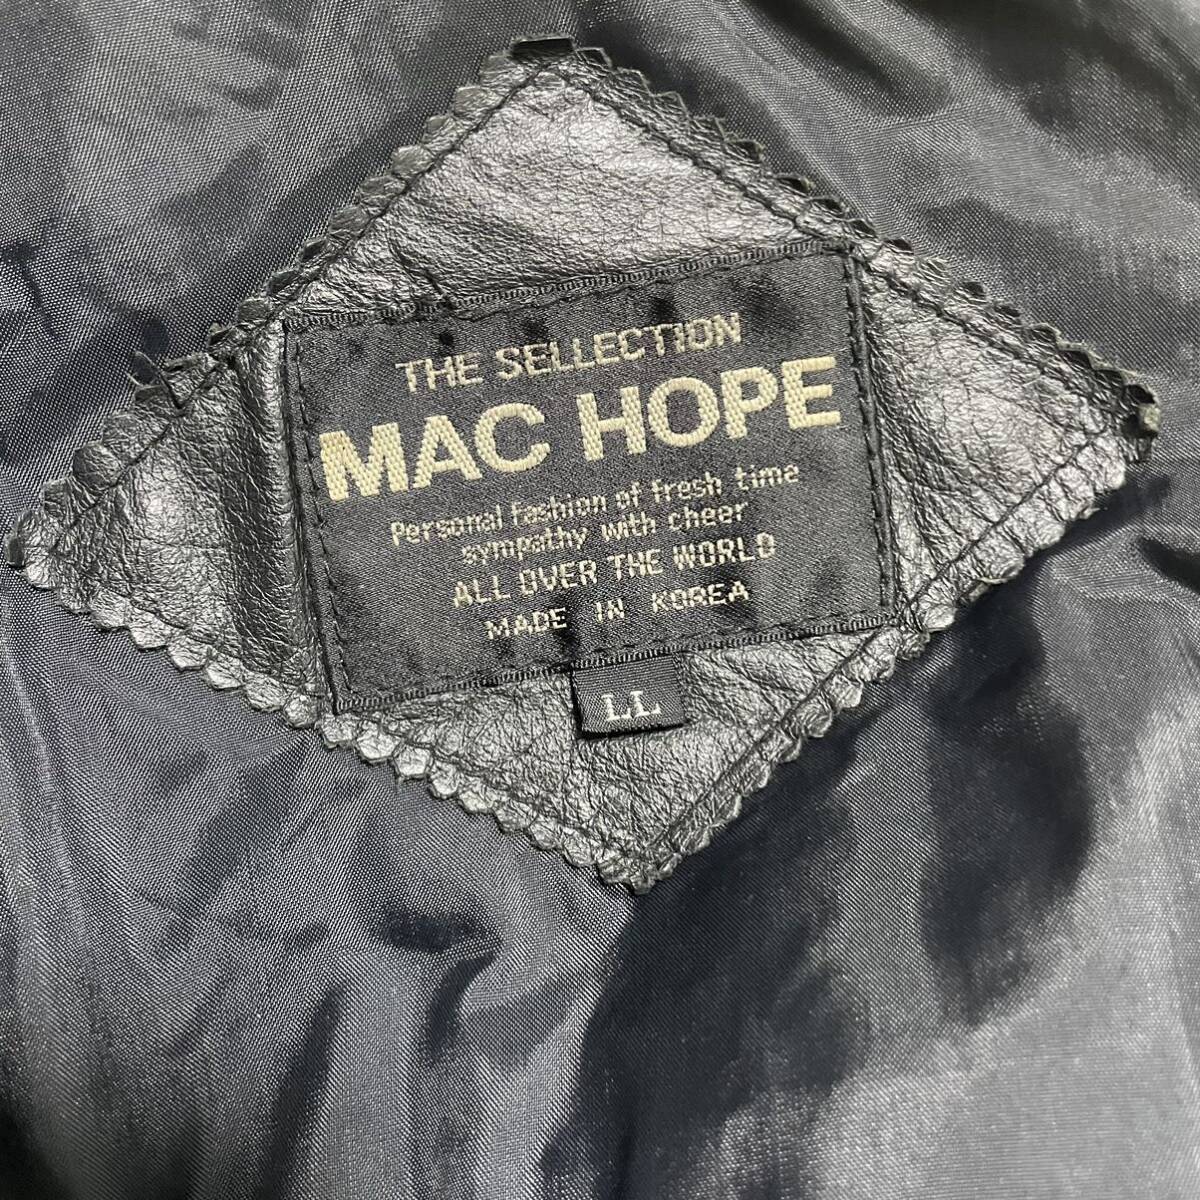 THE SELLECTION
MAC HOPE
Personal fashion of fresh time
sympathy with cheer
ALL OVER THE WORLD
MADE IN KOREA
LL